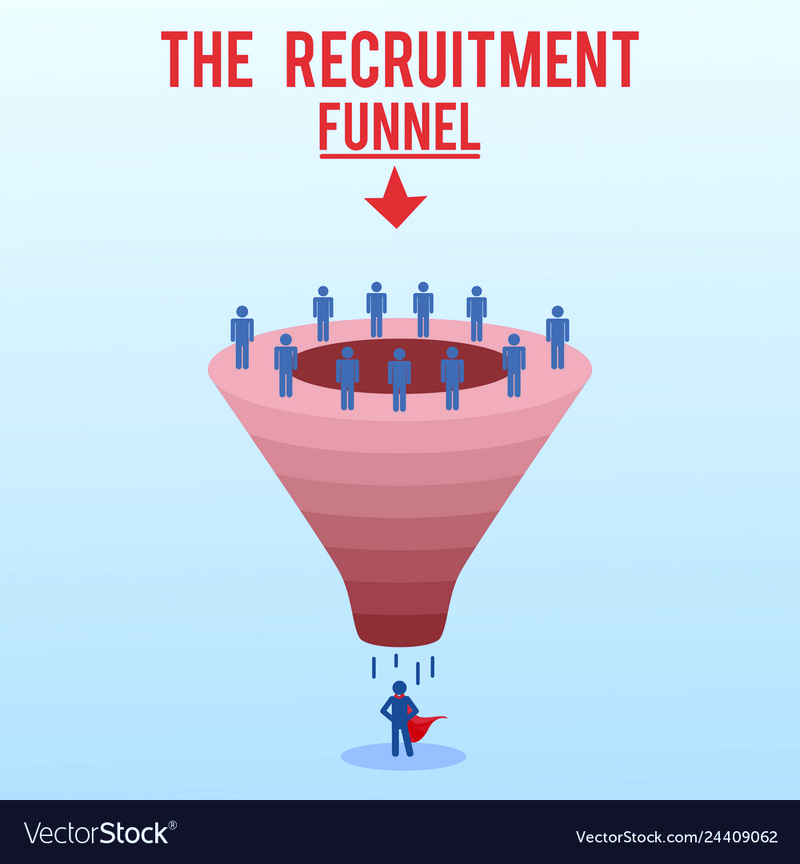 THE RECRUITMENT
FUNNEL
VectorStock®
VectorStock.com/24409062